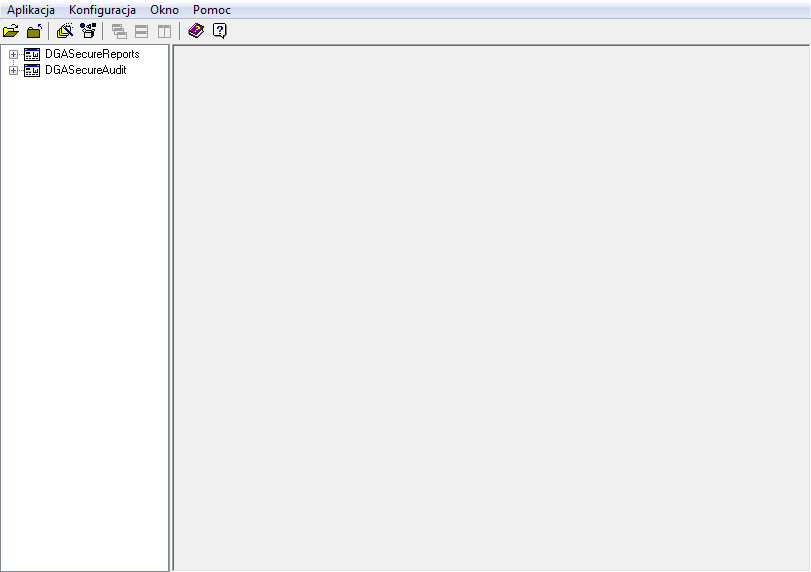 Aplikacja Konfiguracja Okno Pomoc
DGASecureReports
DGASecureAudit